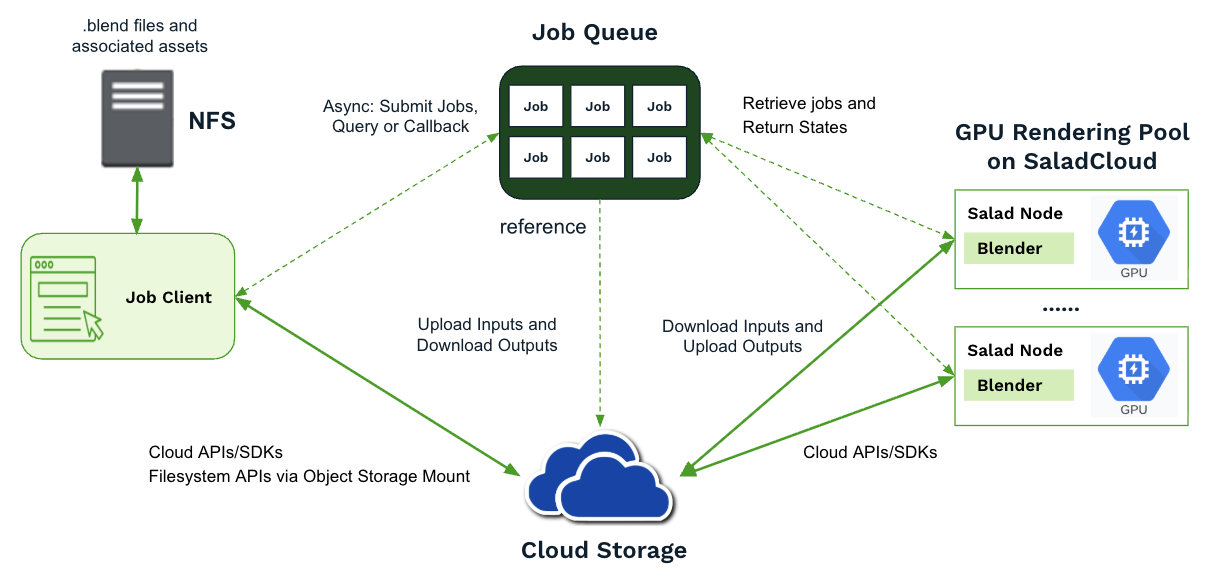 .blend files and
associated assets
NFS
Job Client
Async: Submit Jobs,
Query or Callback
Job Queue
Job Job Job
Job Job Job
reference
Retrieve jobs and
Return States
GPU Rendering Pool
on SaladCloud
Salad Node
Blender
GPU
......
Salad Node
Blender
GPU
Upload Inputs and
Download Outputs
Download Inputs and
Upload Outputs
Cloud APIs/SDKs
Filesystem APIs via Object Storage Mount
Cloud APIs/SDKs
Cloud Storage